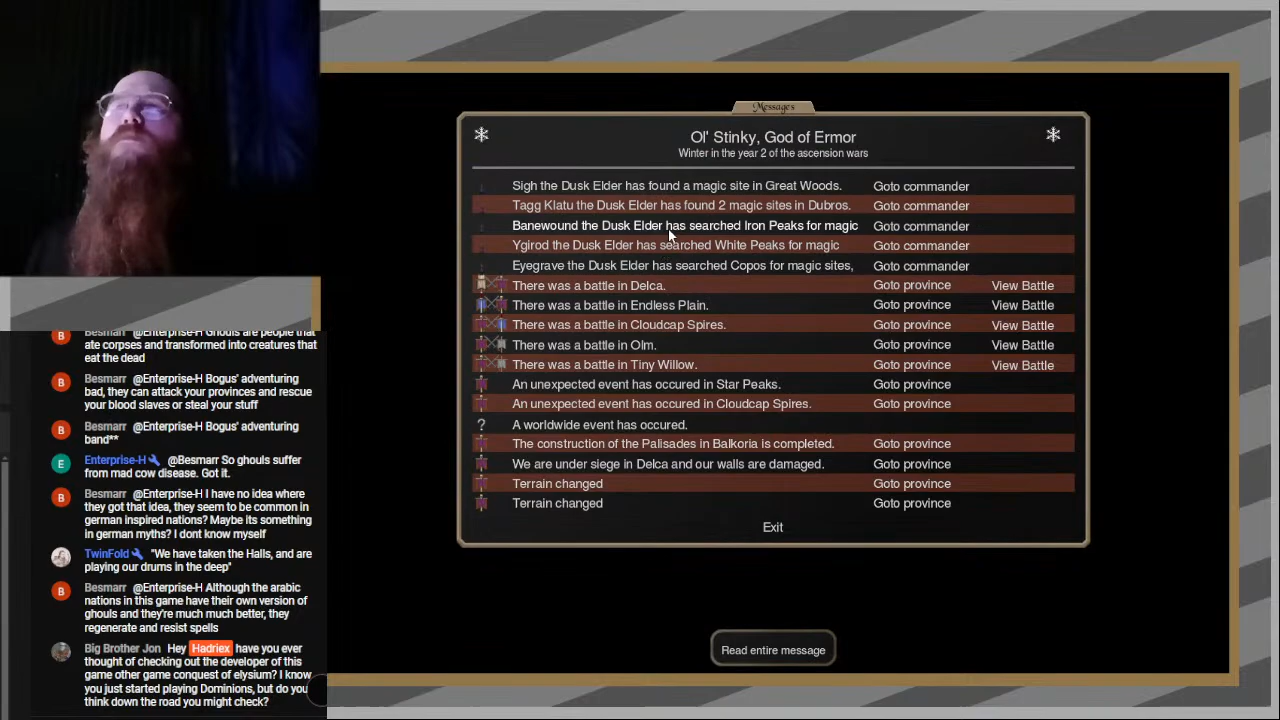 Messages
Ol' Stinky, God of Ermor
Winter in the year 2 of the ascension wars
Sigh the Dusk Elder has found a magic site in Great Woods. Goto commander
Tagg Klatu the Dusk Elder has found 2 magic sites in Dubros. Goto commander
Banewound the Dusk Elder has searched Iron Peaks for magic Goto commander
Ygirod the Dusk Elder has searched White Peaks for magic Goto commander
Eyegrave the Dusk Elder has searched Copos for magic sites, Goto commander
There was a battle in Delca. Goto province View Battle
There was a battle in Endless Plain. Goto province View Battle
There was a battle in Cloudcap Spires. Goto province View Battle
There was a battle in Olm. Goto province View Battle
There was a battle in Tiny Willow. Goto province View Battle
An unexpected event has occured in Star Peaks. Goto province
An unexpected event has occured in Cloudcap Spires. Goto province
? A worldwide event has occured.
The construction of the Palisades in Balkoria is completed. Goto province
We are under siege in Delca and our walls are damaged. Goto province
Terrain changed Goto province
Terrain changed Goto province
Exit
Read entire message
B Besmarr @Enterprise-H Ghouls are people that
ate corpses and transformed into creatures that
eat the dead
B Besmarr @Enterprise-H Bogus' adventuring
bad, they can attack your provinces and rescue
your blood slaves or steal your stuff
B Besmarr @Enterprise-H Bogus' adventuring
band**
E Enterprise-H @Besmarr So ghouls suffer
from mad cow disease. Got it.
B Besmarr @Enterprise-H I have no idea where
they got that idea, they seem to be common in
german inspired nations? Maybe its something
in german myths? I dont know myself
TwinFold "We have taken the Halls, and are
playing our drums in the deep"
B Besmarr @Enterprise-H Although the arabic
nations in this game have their own version of
ghouls and they're much much better, they
regenerate and resist spells
Big Brother Jon Hey Hadriex have you ever
thought of checking out the developer of this
game other game conquest of elysium? I know
you just started playing Dominions, but do you
think down the road you might check?